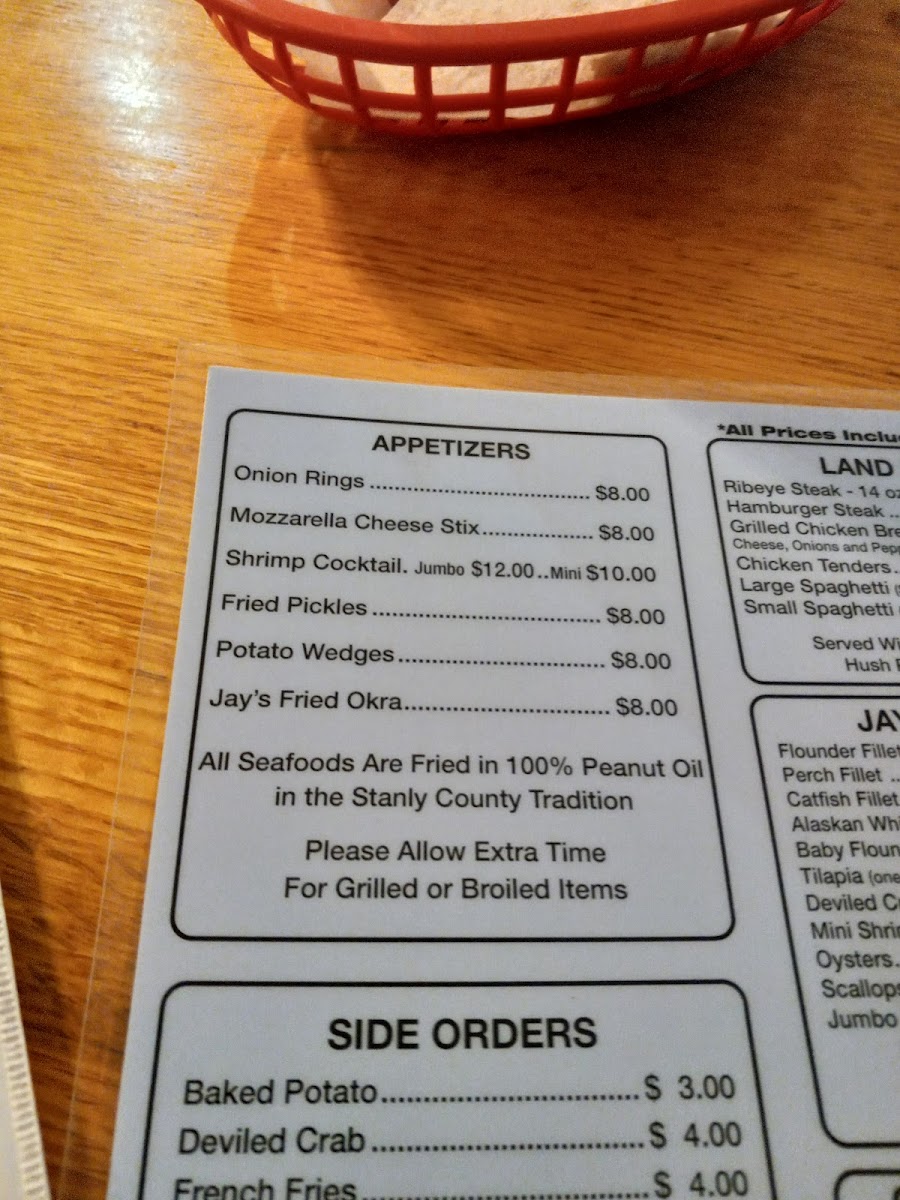 APPETIZERS
Onion Rings ................................ $8.00
Mozzarella Cheese Stix.................. $8.00
Shrimp Cocktail. Jumbo $12.00..Mini $10.00
Fried Pickles ................................. $8.00
Potato Wedges.............................. $8.00
Jay's Fried Okra.............................. $8.00
All Seafoods Are Fried in 100% Peanut Oil
in the Stanly County Tradition
Please Allow Extra Time
For Grilled or Broiled Items
SIDE ORDERS
Baked Potato.................................$ 3.00
Deviled Crab ..................................$ 4.00
French Fries....................................$ 4.00
*All Prices
LAND
Ribeye Steak - 14
Hamburger Steak ..
Grilled Chicken
Cheese, Onions and
Chicken Tenders..
Large Spaghetti
Small Spaghetti
Served
Hush
Flounder
Perch Fillet ..
Catfish Fillet
Alaskan
Baby
Tilapia (one
Deviled
Mini
Oysters..
Scallops
Jumbo